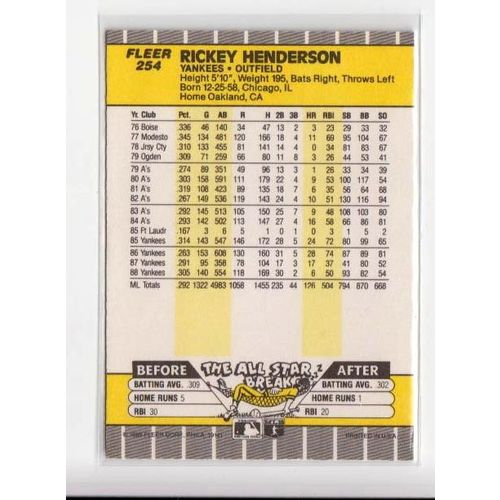 FLEER
254
RICKEY HENDERSON
YANKEES • OUTFIELD
Height 5'10", Weight 195, Bats Right, Throws Left
Born 12-25-58, Chicago, IL
Home Oakland, CA
Yr. Club Pct. G AB R H 2B 3B HR RBI SB BB SO
76 Boise .336 46 140 34 47 13 2 3 23 29 33 32
77 Modesto .345 134 481 120 166 18 4 11 69 95 104 67
78 Jrsy Cty .310 133 455 81 141 14 4 0 34 81 83 67
79 Ogden .309 71 259 66 80 11 8 3 26 44 53 41
79 A's .274 89 351 49 96 13 3 1 26 33 34 39
80 A's .303 158 591 111 179 22 4 9 53 100 117 54
81 A's .319 108 423 89 135 18 7 6 35 56 64 68
82 A's .267 149 536 119 143 24 4 10 51 130 116 94
83 A's .292 145 513 105 150 25 7 9 48 108 103 80
84 A's .293 142 502 113 147 27 4 16 58 66 86 81
85 Ft Laudr .167 3 6 5 1 0 1 0 3 1 5 2
85 Yankees .314 143 547 146 172 28 5 24 72 80 99 65
86 Yankees .263 153 608 130 160 31 5 28 74 87 89 81
87 Yankees .291 95 358 78 104 17 3 17 37 41 80 52
88 Yankees .305 140 554 118 169 30 2 6 50 93 82 54
ML Totals .292 1322 4983 1058 1455 235 44 126 504 794 870 668
BEFORE THE ALL STAR BREAK AFTER
BATTING AVG. .309 BATTING AVG. .302
HOME RUNS 5 HOME RUNS 1
RBI 30 RBI 20
© 1989 FLEER CORP., PHILA. 19141 PRINTED IN U.S.A.